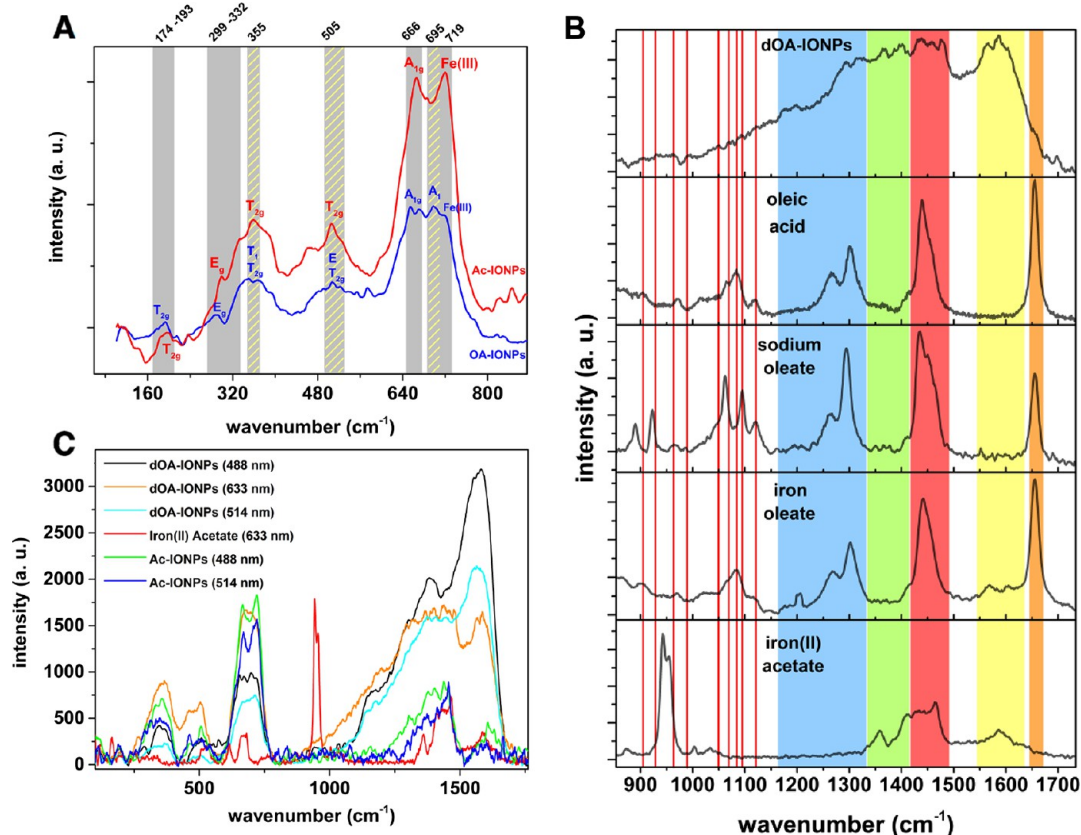 A
174 -193
299 -332
355
505
666
695
719
A1g
Fe(III)
T2g
T2g
A1g
A1
Fe(III)
Eg
T1
T2g
E
T2g
T2g
Eg
T2g
Ac-IONPs
OA-IONPs
intensity (a. u.)
160 320 480 640 800
wavenumber (cm-1)
B
dOA-IONPs
oleic
acid
sodium
oleate
iron
oleate
iron(II)
acetate
intensity (a. u.)
900 1000 1100 1200 1300 1400 1500 1600 1700
wavenumber (cm-1)
C
dOA-IONPs (488 nm)
dOA-IONPs (633 nm)
dOA-IONPs (514 nm)
Iron(II) Acetate (633 nm)
Ac-IONPs (488 nm)
Ac-IONPs (514 nm)
intensity (a. u.)
3000
2500
2000
1500
1000
500
0
500 1000 1500
wavenumber (cm-1)